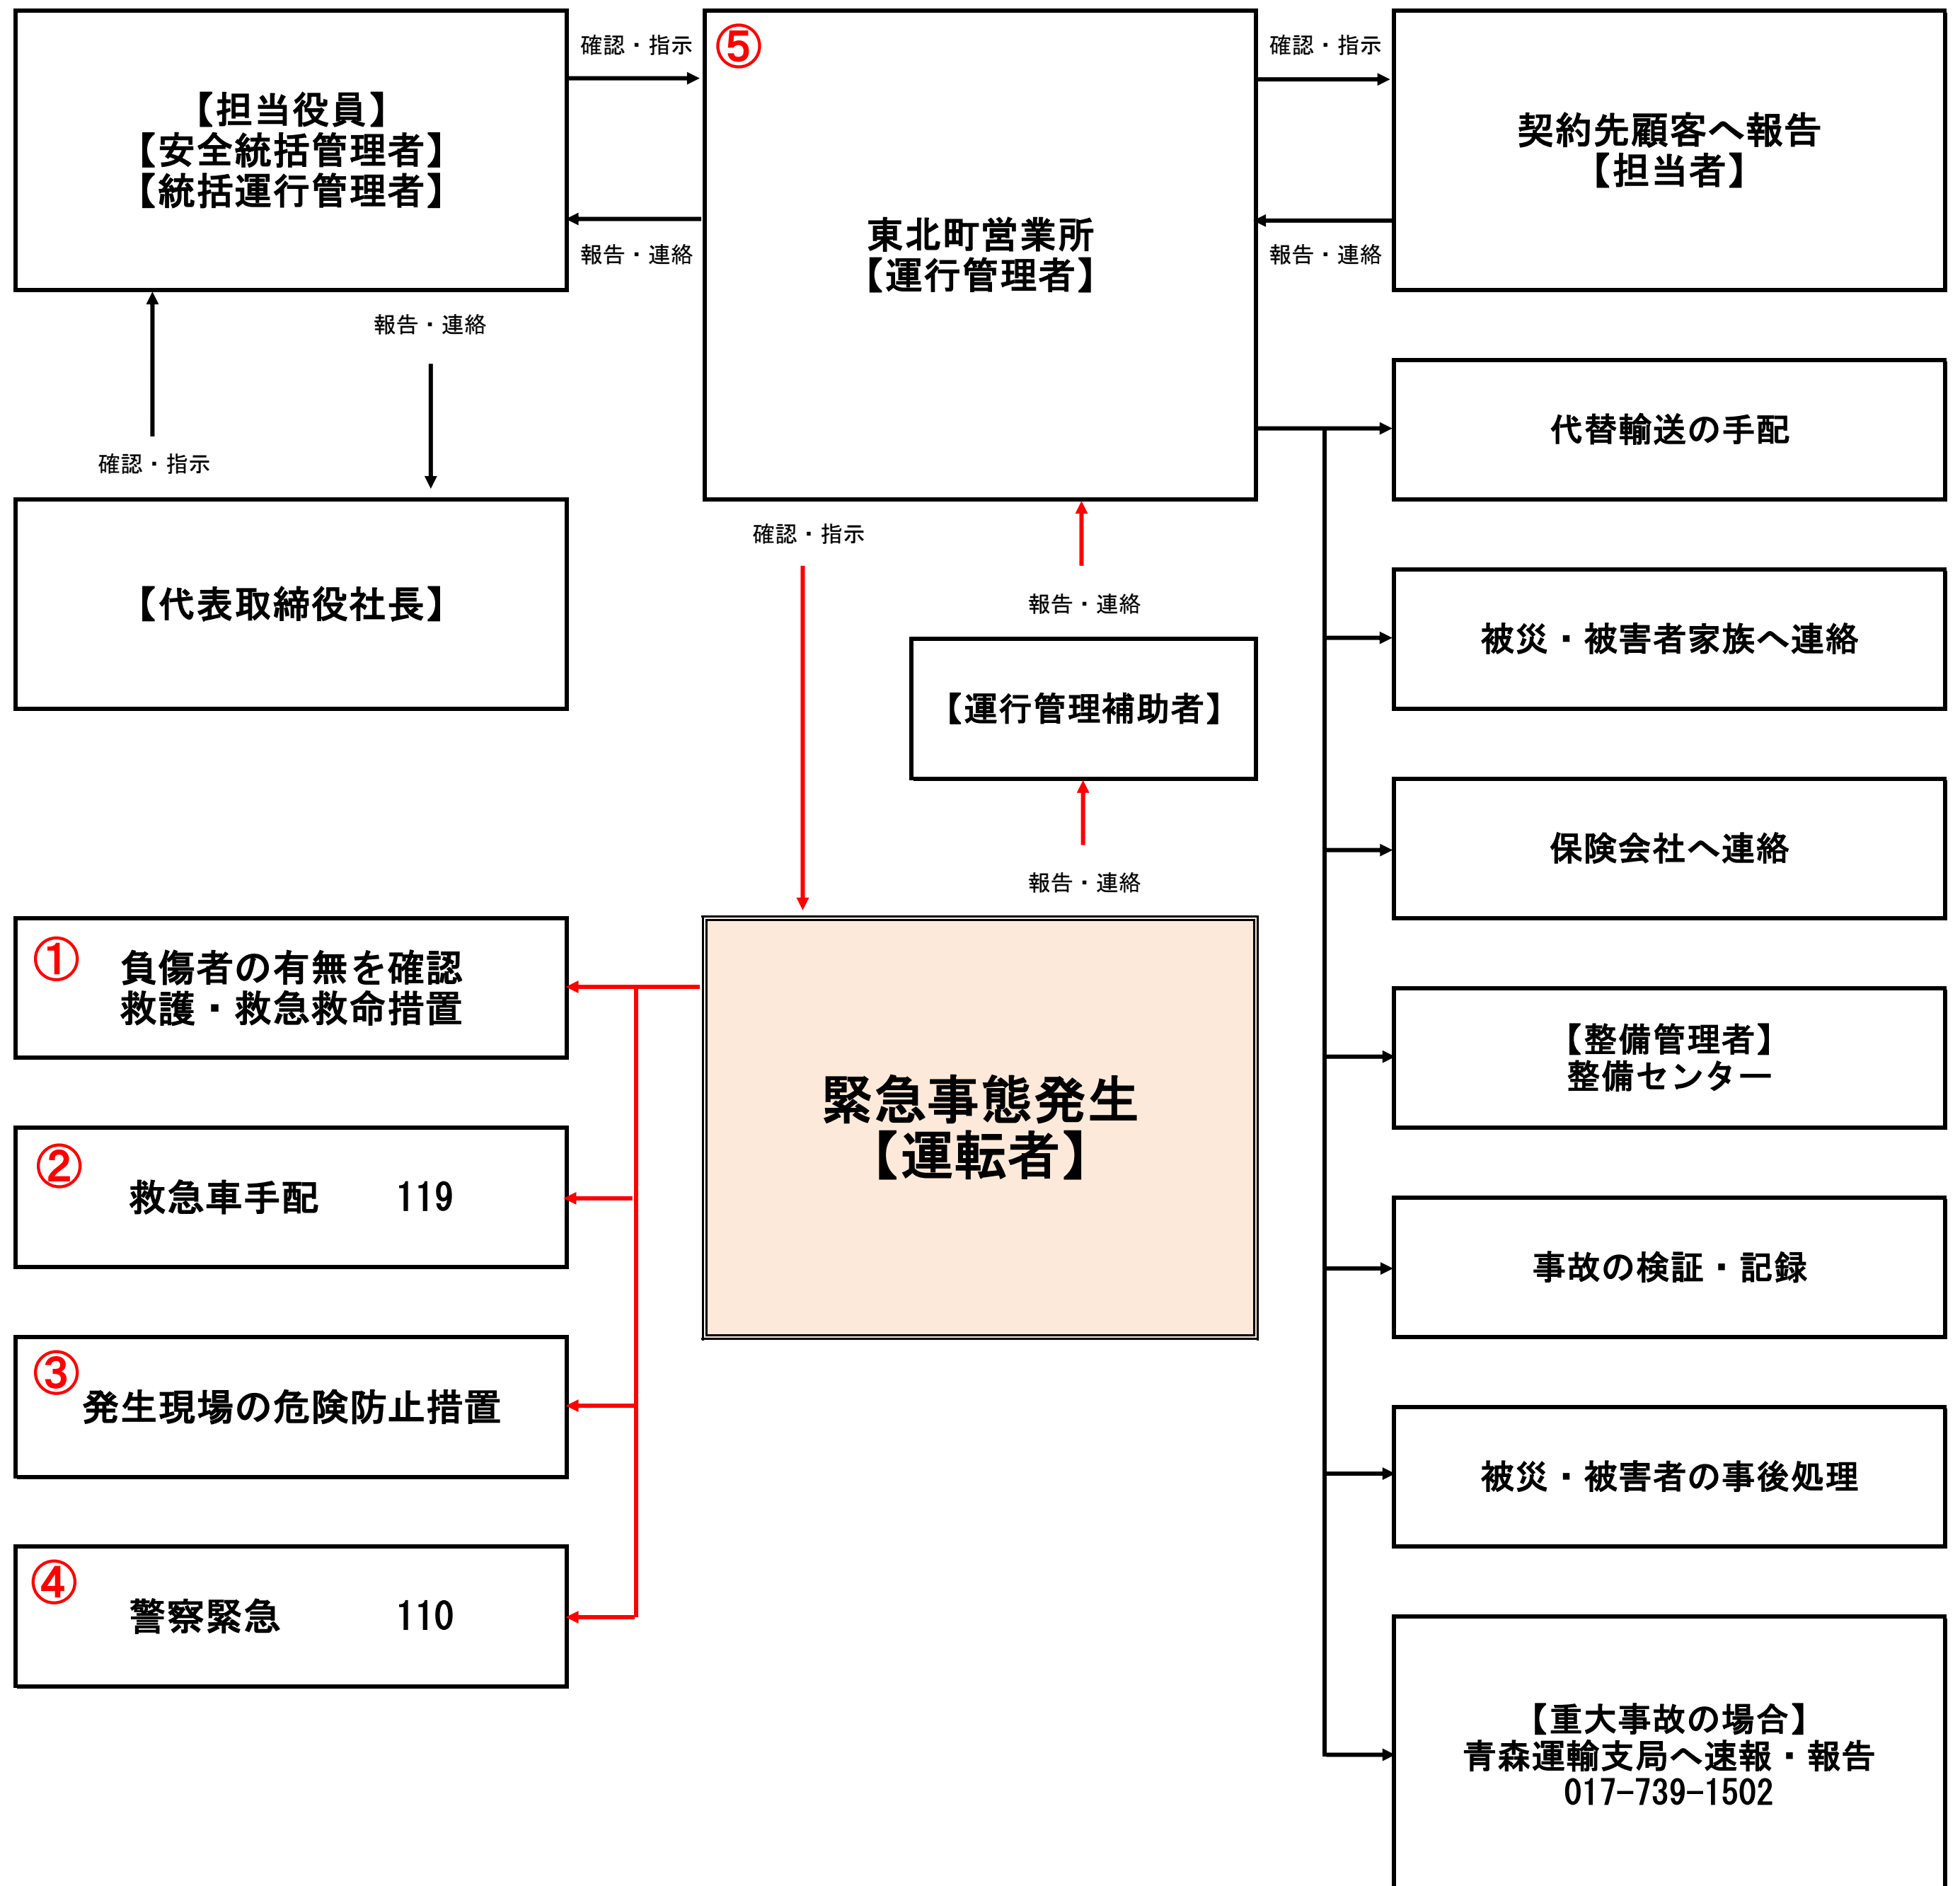 【担当役員】
【安全統括管理者】
【統括運行管理者】
確認・指示
報告・連絡
⑤
東北町営業所
【運行管理者】
確認・指示
報告・連絡
契約先顧客へ報告
【担当者】
報告・連絡
確認・指示
【代表取締役社長】
代替輸送の手配
確認・指示
報告・連絡
【運行管理補助者】
報告・連絡
被災・被害者家族へ連絡
保険会社へ連絡
① 負傷者の有無を確認
救護・救急救命措置
② 救急車手配 119
③ 発生現場の危険防止措置
④ 警察緊急 110
緊急事態発生
【運転者】
【整備管理者】
整備センター
事故の検証・記録
被災・被害者の事後処理
【重大事故の場合】
青森運輸支局へ速報・報告
017-739-1502